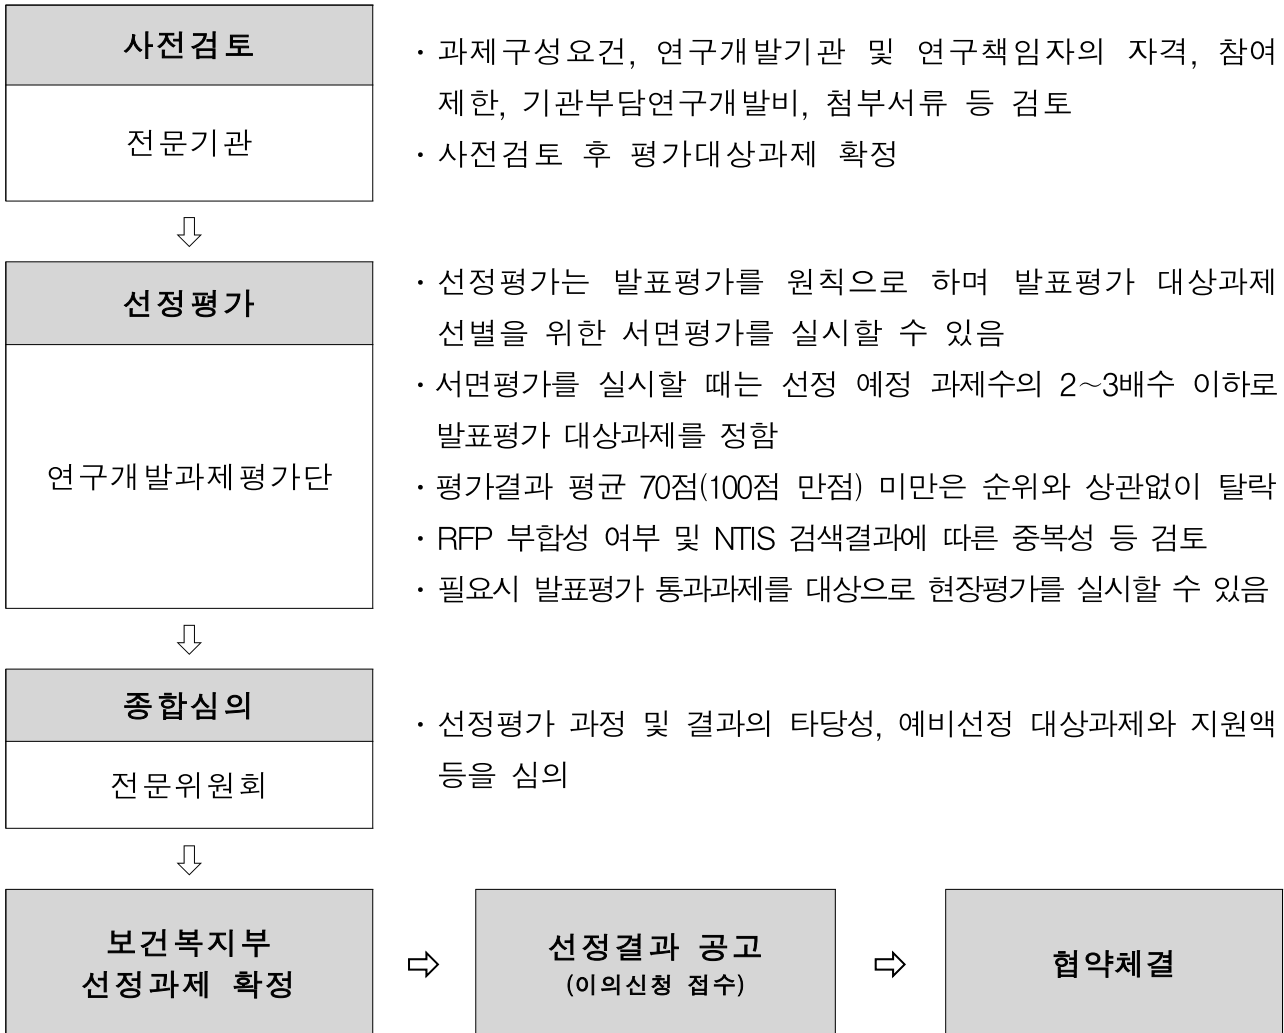 사전검토
전문기관
· 과제구성요건, 연구개발기관 및 연구책임자의 자격, 참여
제한, 기관부담연구개발비, 첨부서류 등 검토
· 사전검토 후 평가대상과제 확정
⇩
선정평가
연구개발과제평가단
· 선정평가는 발표평가를 원칙으로 하며 발표평가 대상과제
선별을 위한 서면평가를 실시할 수 있음
· 서면평가를 실시할 때는 선정 예정 과제수의 2~3배수 이하로
발표평가 대상과제를 정함
· 평가결과 평균 70점(100점 만점) 미만은 순위와 상관없이 탈락
· RFP 부합성 여부 및 NTIS 검색결과에 따른 중복성 등 검토
· 필요시 발표평가 통과과제를 대상으로 현장평가를 실시할 수 있음
⇩
종합심의
전문위원회
· 선정평가 과정 및 결과의 타당성, 예비선정 대상과제와 지원액
등을 심의
⇩
보건복지부
선정과제 확정
⇨
선정결과 공고
(이의신청 접수)
⇨
협약체결